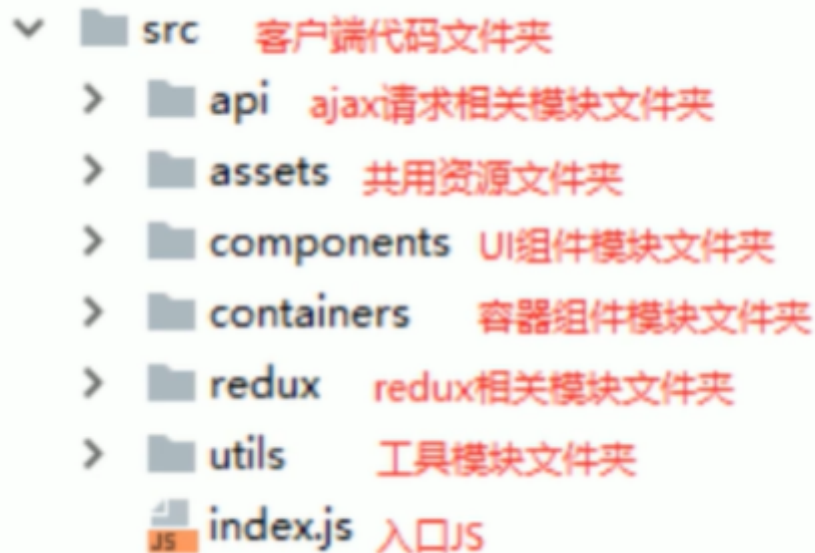 src 客户端代码文件夹
api ajax请求相关模块文件夹
assets 共用资源文件夹
components UI组件模块文件夹
containers 容器组件模块文件夹
redux redux相关模块文件夹
utils 工具模块文件夹
JS index.js 入口JS